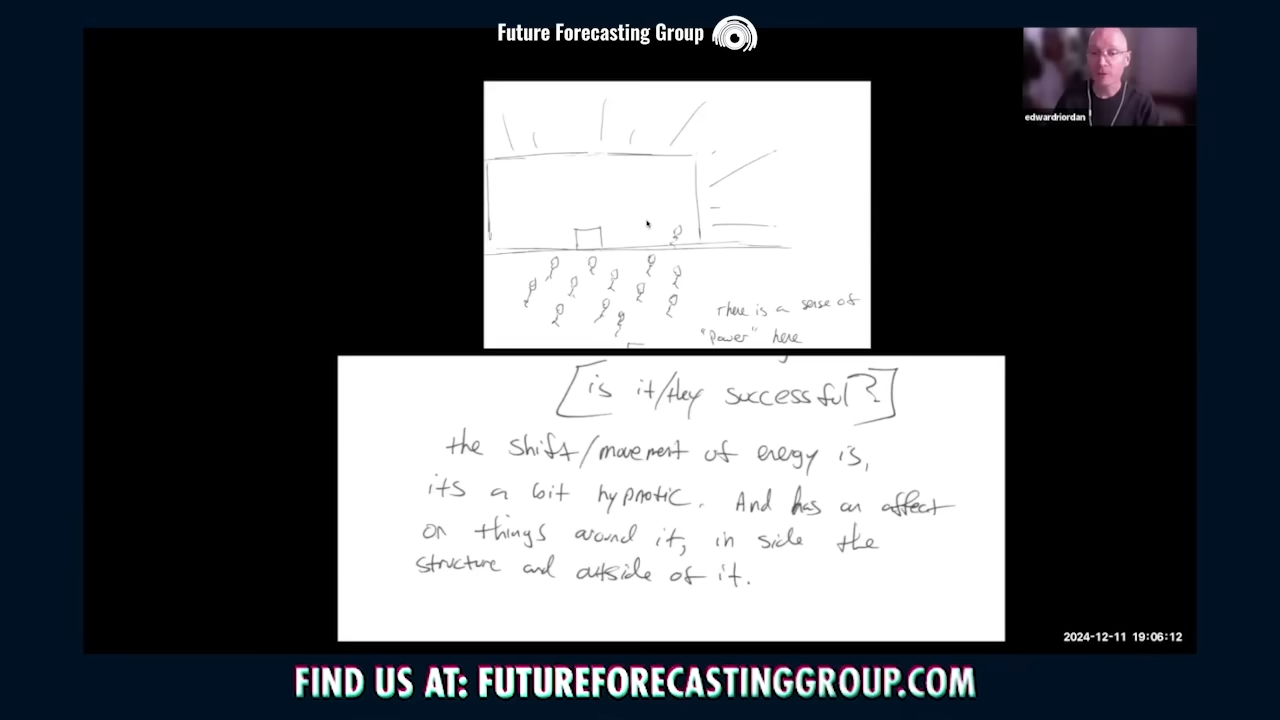 Future Forecasting Group
edwardriordan
There is a sense of
"power" here
[is it/they successful?]
the shift/movement of energy is,
its a bit hypnotic. And has an affect
on things around it, in side the
structure and outside of it.
2024-12-11 19:06:12
FIND US AT: FUTUREFORECASTINGGROUP.COM